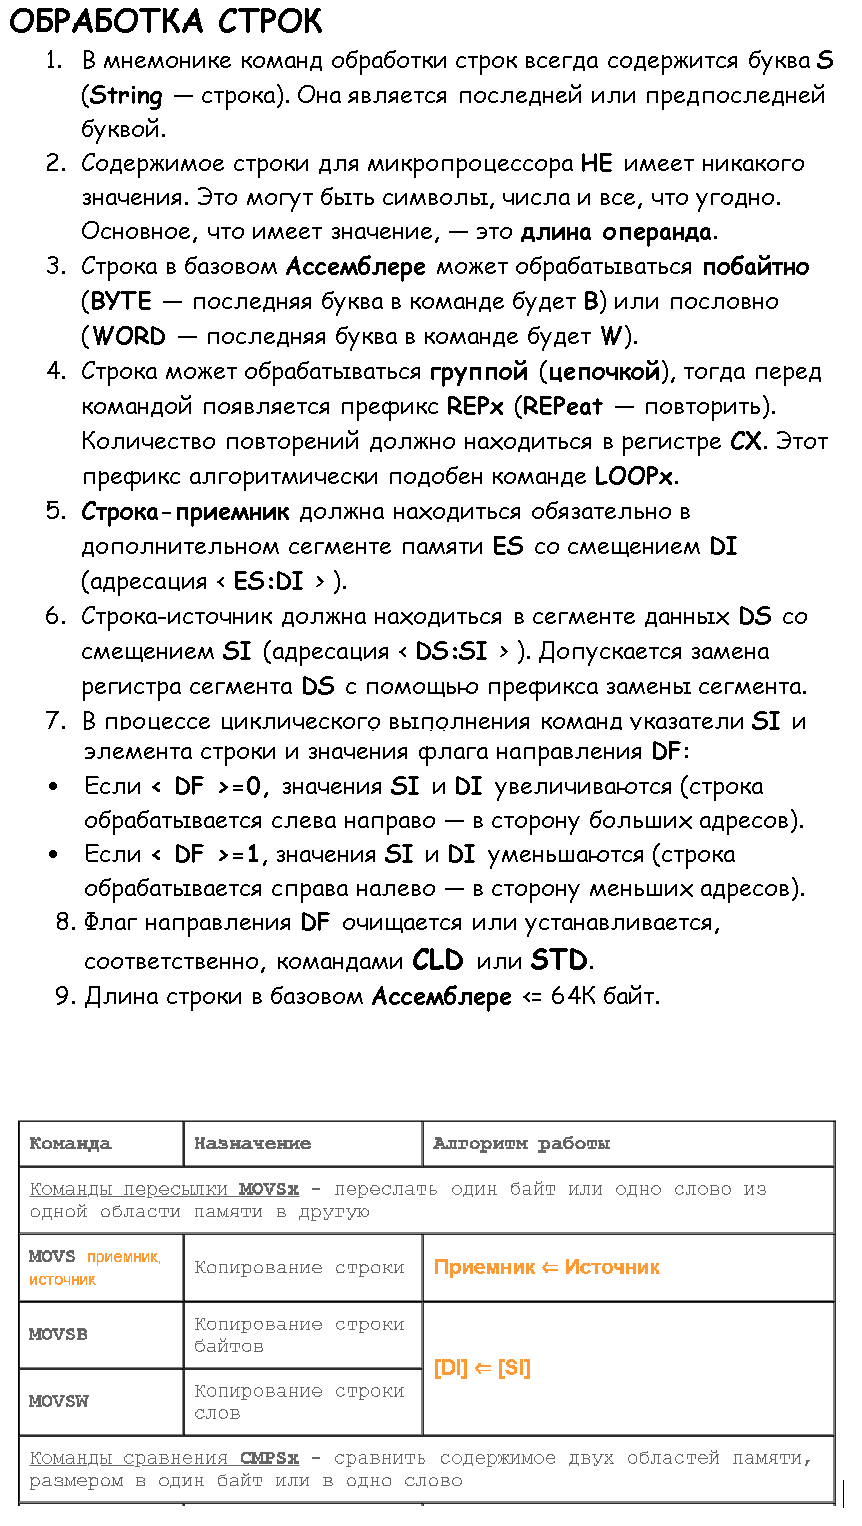 ОБРАБОТКА СТРОК
1. В мнемонике команд обработки строк всегда содержится буква S
(String — строка). Она является последней или предпоследней
буквой.
2. Содержимое строки для микропроцессора НЕ имеет никакого
значения. Это могут быть символы, числа и все, что угодно.
Основное, что имеет значение, — это длина операнда.
3. Строка в базовом Ассемблере может обрабатываться побайтно
(BYTE — последняя буква в команде будет B) или пословно
(WORD — последняя буква в команде будет W).
4. Строка может обрабатываться группой (цепочкой), тогда перед
командой появляется префикс REPx (REPeat — повторить).
Количество повторений должно находиться в регистре CX. Этот
префикс алгоритмически подобен команде LOOPx.
5. Строка-приемник должна находиться обязательно в
дополнительном сегменте памяти ES со смещением DI
(адресация < ES:DI > ).
6. Строка-источник должна находиться в сегменте данных DS со
смещением SI (адресация < DS:SI > ). Допускается замена
регистра сегмента DS с помощью префикса замены сегмента.
7. В процессе циклического выполнения команд указатели SI и
элемента строки и значения флага направления DF:
• Если < DF >=0, значения SI и DI увеличиваются (строка
обрабатывается слева направо — в сторону больших адресов).
• Если < DF >=1, значения SI и DI уменьшаются (строка
обрабатывается справа налево — в сторону меньших адресов).
8. Флаг направления DF очищается или устанавливается,
соответственно, командами CLD или STD.
9. Длина строки в базовом Ассемблере <= 64К байт.
Команда Назначение Алгоритм работы
Команды пересылки MOVSx - переслать один байт или одно слово из
одной области памяти в другую
MOVS приемник,
источник
Копирование строки
Приемник ⇐ Источник
MOVSB
Копирование строки
байтов
[DI] ⇐ [SI]
MOVSW
Копирование строки
слов
Команды сравнения CMPSx - сравнить содержимое двух областей памяти,
размером в один байт или в одно слово